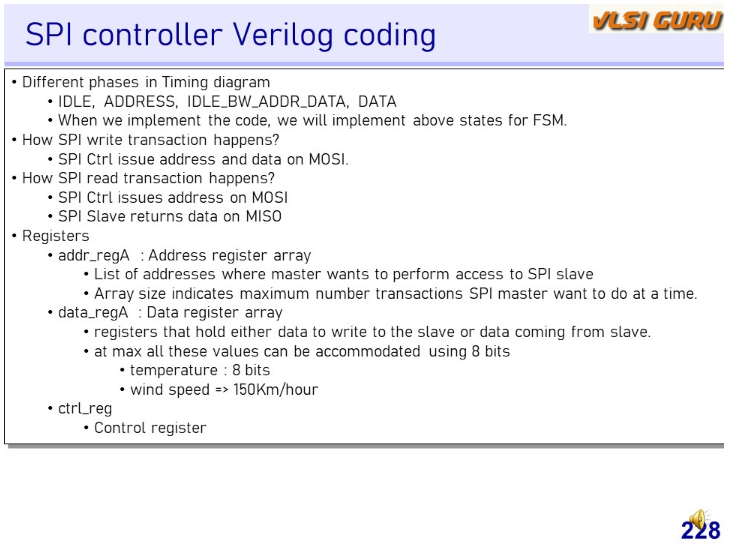 SPI controller Verilog coding
VLSI GURU
• Different phases in Timing diagram
• IDLE, ADDRESS, IDLE_BW_ADDR_DATA, DATA
• When we implement the code, we will implement above states for FSM.
• How SPI write transaction happens?
• SPI Ctrl issue address and data on MOSI.
• How SPI read transaction happens?
• SPI Ctrl issues address on MOSI
• SPI Slave returns data on MISO
• Registers
• addr_regA : Address register array
• List of addresses where master wants to perform access to SPI slave
• Array size indicates maximum number transactions SPI master want to do at a time.
• data_regA : Data register array
• registers that hold either data to write to the slave or data coming from slave.
• at max all these values can be accommodated using 8 bits
• temperature : 8 bits
• wind speed => 150Km/hour
• ctrl_reg
• Control register
228